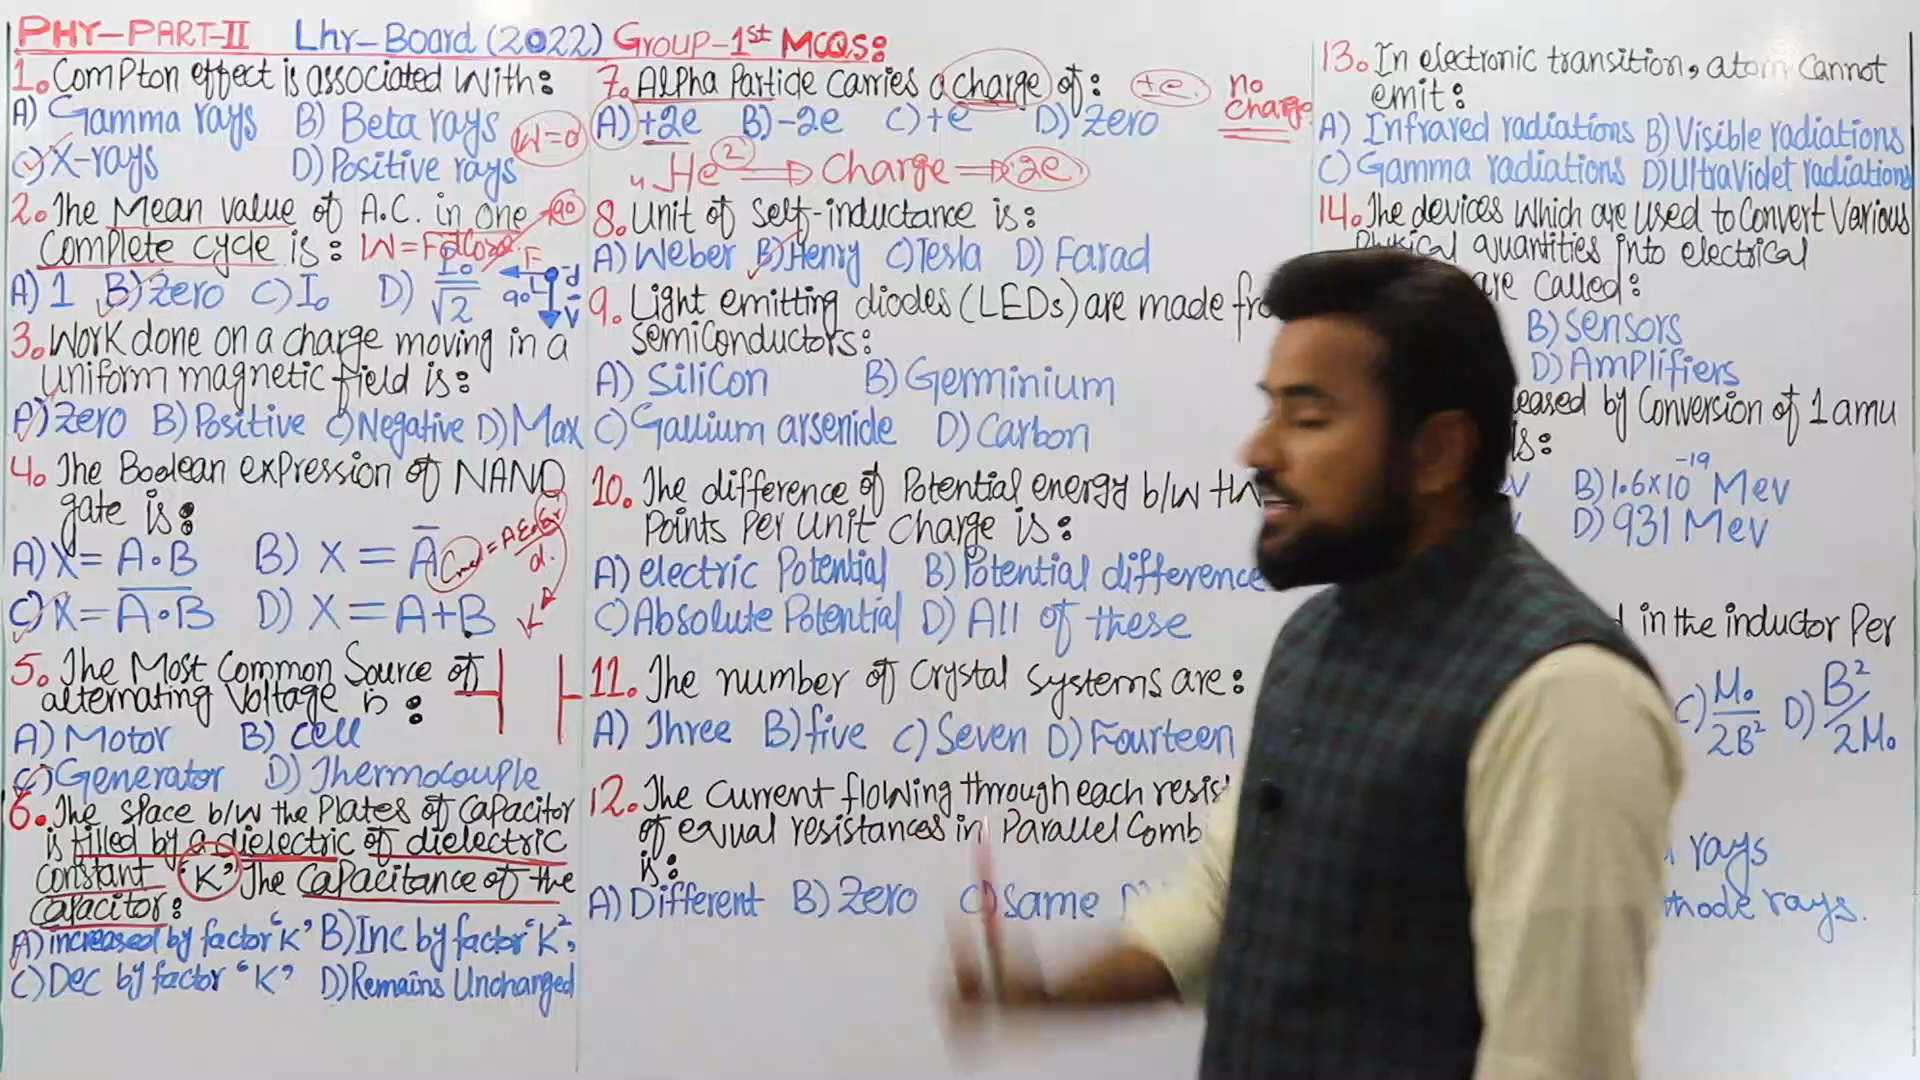 PHY-PART-II Lhr-Board (2022) Group-1st MCQS:
1. Compton effect is associated with:
A) Gamma rays B) Beta rays
C) X-rays D) Positive rays
W=0
2. The Mean value of A.C. in one
complete cycle is: W=FdCosθ
90
F
d
90°
V
A) 1 B) Zero C) I₀ D) I₀/√2
3. Work done on a charge moving in a
uniform magnetic field is:
A) Zero B) Positive C) Negative D) Max
4. The Boolean expression of NAND
gate is:
A) X = A•B B) X = A̅
C) X = \overline{A•B} D) X = A+B
Cmed = Aε₀εr/d
5. The Most Common Source of
alternating Voltage is:
A) Motor B) Cell
C) Generator D) Thermocouple
6. The space b/w the Plates of Capacitor
is filled by a dielectric of dielectric
constant 'K' The Capacitance of the
Capacitor:
A) increased by factor 'K' B) Inc by factor 'K²'
C) Dec by factor 'K' D) Remains Uncharged
7. Alpha Particle carries a charge of: ±e no charge
A) +2e B) -2e C) +e D) Zero
4He² ⇒ Charge ⇒ 2e
8. Unit of Self-inductance is:
A) Weber B) Henry C) Tesla D) Farad
9. Light emitting diodes (LEDs) are made
semiconductors:
A) Silicon B) Germinium
C) Gallium arsenide D) Carbon
10. The difference of Potential energy b/w
Points Per Unit Charge is:
A) electric Potential B) Potential difference
C) Absolute Potential D) All of these
11. The number of Crystal Systems are:
A) Three B) five C) Seven D) Fourteen
12. The Current flowing through each
of equal resistances in Parallel
is:
A) Different B) Zero C) Same
13. In electronic transition, atom cannot
emit:
A) Infrared radiations B) Visible radiations
C) Gamma radiations D) UltraViolet radiations
14. The devices which are used to Convert Various
Physical quantities into electrical
are called:
B) Sensors
D) Amplifiers
by Conversion of 1 amu
is:
B) 1.6x10⁻¹⁹ Mev
D) 931 Mev
in the inductor Per
C) M₀/2B² D) B²/2M₀
rays
rays.